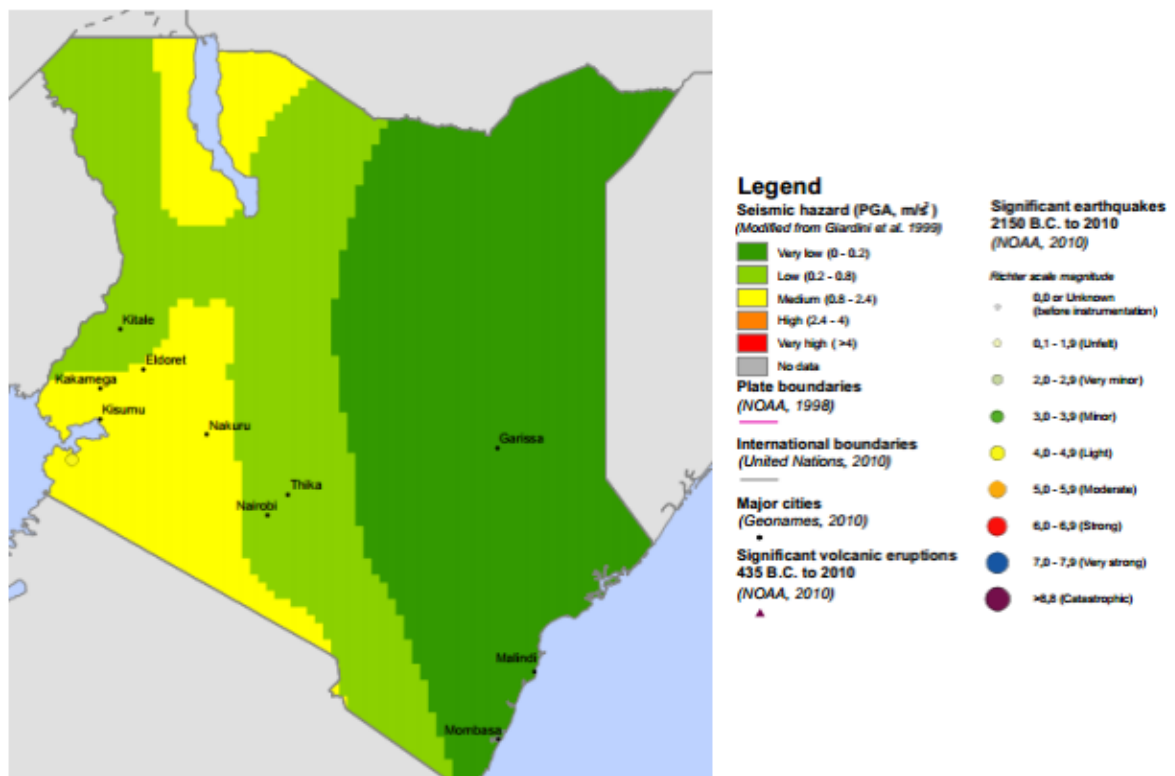 Kitale
Eldoret
Kakamega
Kisumu
Nakuru
Garissa
Thika
Nairobi
Malindi
Mombasa
Legend
Seismic hazard (PGA, m/s²)
(Modified from Giardini et al. 1999)
Very low (0 - 0.2)
Low (0.2 - 0.8)
Medium (0.8 - 2.4)
High (2.4 - 4)
Very high ( >4)
No data
Plate boundaries
(NOAA, 1998)
International boundaries
(United Nations, 2010)
Major cities
(Geonames, 2010)
Significant volcanic eruptions
435 B.C. to 2010
(NOAA, 2010)
Significant earthquakes
2150 B.C. to 2010
(NOAA, 2010)
Richter scale magnitude
0,0 or Unknown
(before instrumentation)
0,1 - 1,9 (Unfelt)
2,0 - 2,9 (Very minor)
3,0 - 3,9 (Minor)
4,0 - 4,9 (Light)
5,0 - 5,9 (Moderate)
6,0 - 6,9 (Strong)
7,0 - 7,9 (Very strong)
>8,8 (Catastrophic)